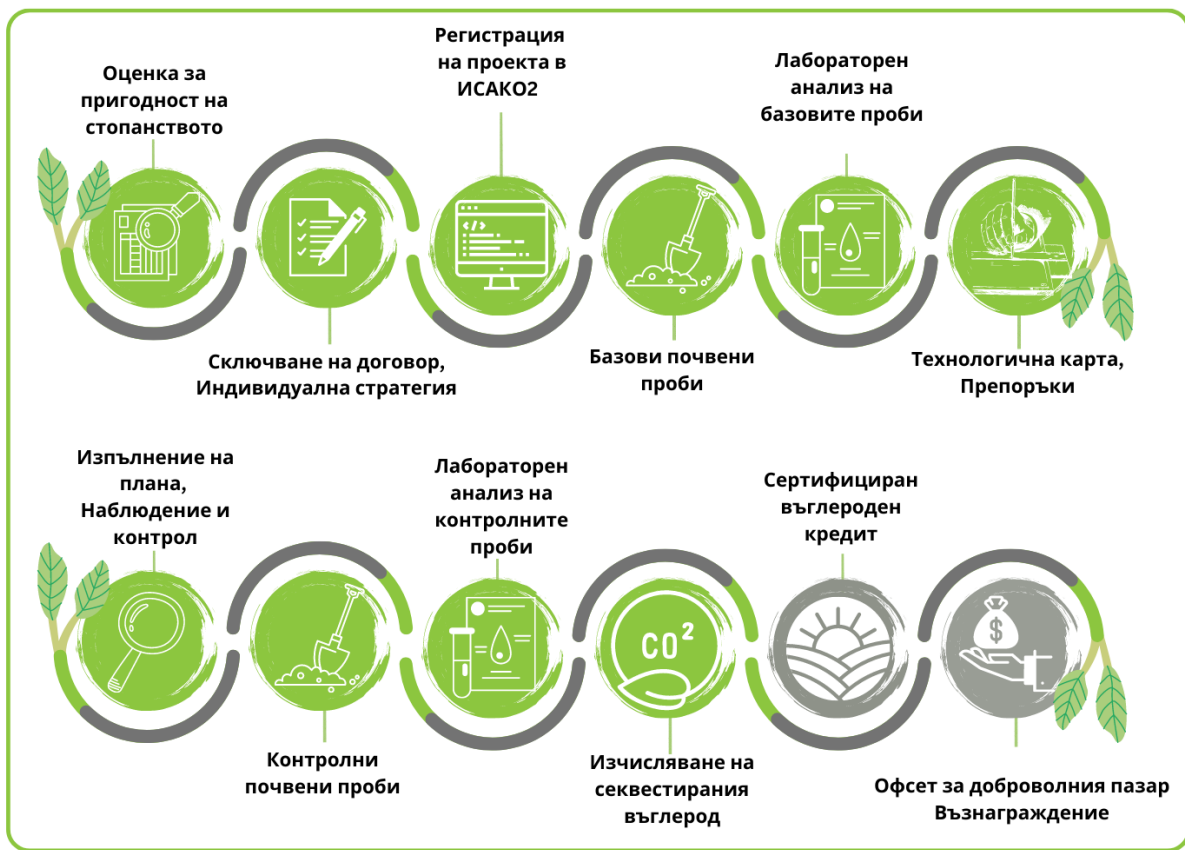 Оценка за
пригодност на
стопанството
Сключване на договор,
Индивидуална стратегия
Регистрация
на проекта в
ИСАКО2
</>
Базови почвени
проби
Лабораторен
анализ на
базовите проби
Технологична карта,
Препоръки
Изпълнение на
плана,
Наблюдение и
контрол
Контролни
почвени проби
Лабораторен
анализ на
контролните
проби
CO²
Изчисляване на
секвестирания
въглерод
Сертифициран
въглероден
кредит
$
Офсет за доброволния пазар
Възнаграждение